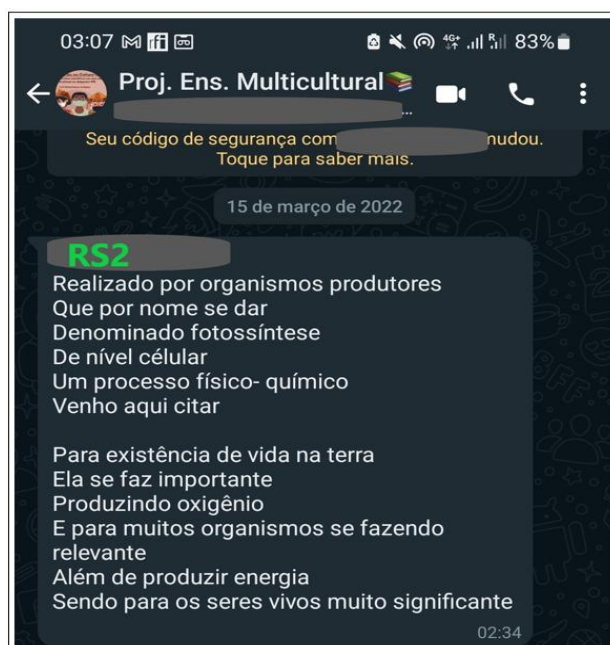 03:07
4G+
R
83%
Proj. Ens. Multicultural
...
Seu código de segurança com nudou.
Toque para saber mais.
15 de março de 2022
RS2
Realizado por organismos produtores
Que por nome se dar
Denominado fotossíntese
De nível célular
Um processo físico- químico
Venho aqui citar
Para existência de vida na terra
Ela se faz importante
Produzindo oxigênio
E para muitos organismos se fazendo
relevante
Além de produzir energia
Sendo para os seres vivos muito significante
02:34